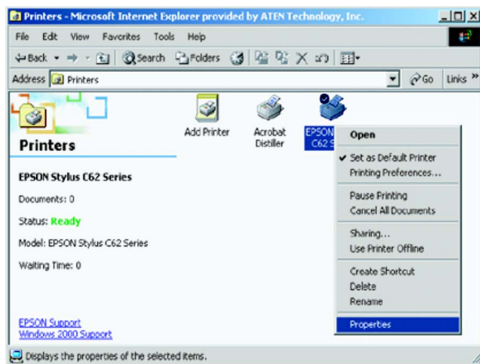 Printers - Microsoft Internet Explorer provided by ATEN Technology, Inc.
File Edit View Favorites Tools Help
Back Search Folders
Address Printers Go Links »
Printers
EPSON Stylus C62 Series
Documents: 0
Status: Ready
Model: EPSON Stylus C62 Series
Waiting Time: 0
EPSON Support
Windows 2000 Support
Add Printer
Acrobat
Distiller
EPSON
C62 S
Open
Set as Default Printer
Printing Preferences...
Pause Printing
Cancel All Documents
Sharing...
Use Printer Offline
Create Shortcut
Delete
Rename
Properties
Displays the properties of the selected items.